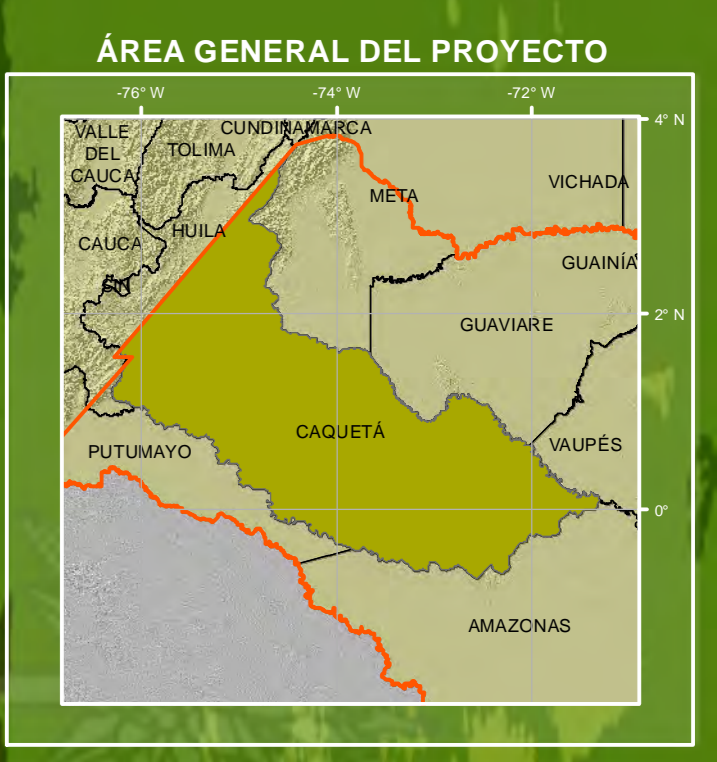 ÁREA GENERAL DEL PROYECTO
-76° W
-74° W
-72° W
4° N
VALLE
DEL
CAUCA
TOLIMA
CUNDINAMARCA
META
VICHADA
CAUCA
HUILA
GUAINÍA
SIN
2° N
GUAVIARE
CAQUETÁ
VAUPÉS
PUTUMAYO
0°
AMAZONAS